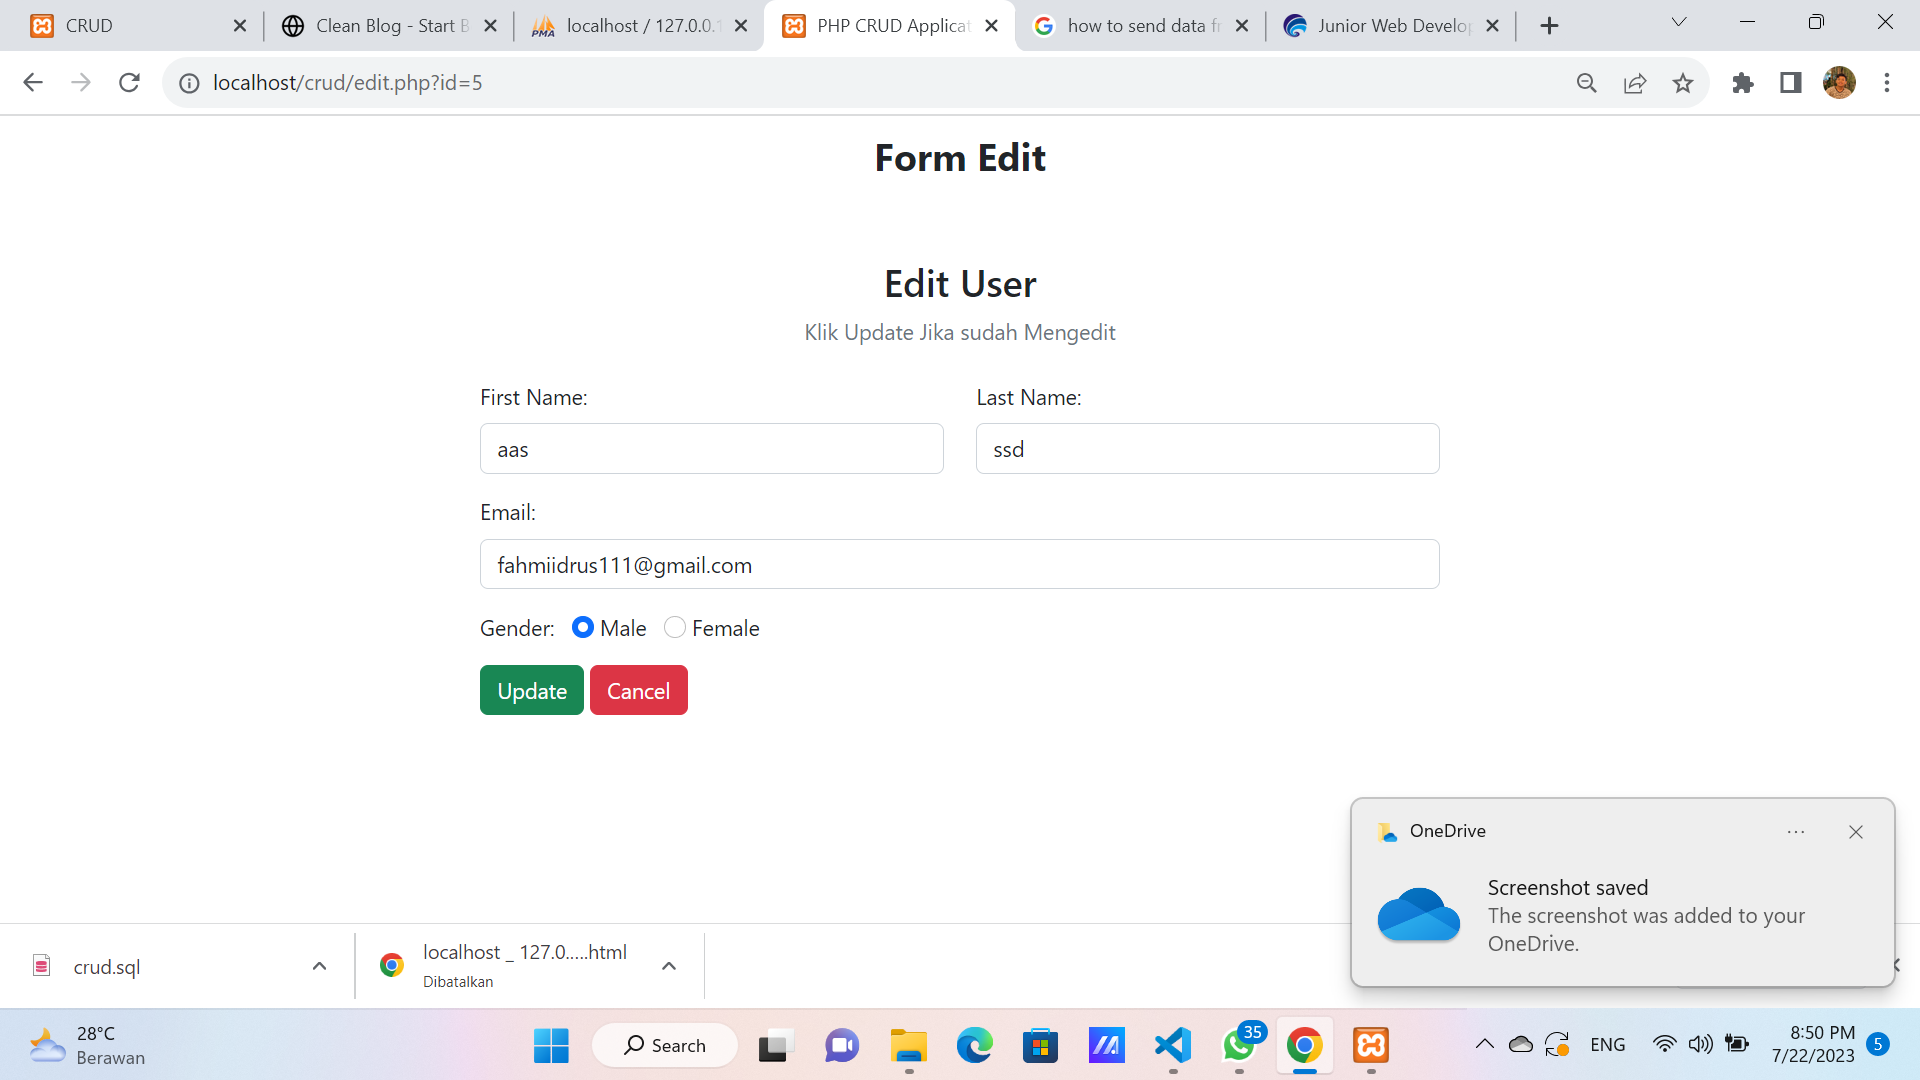 CRUD
Clean Blog - Start B
PMA
localhost / 127.0.0.1
PHP CRUD Applicat
how to send data fr
Junior Web Develop
localhost/crud/edit.php?id=5
Form Edit
Edit User
Klik Update Jika sudah Mengedit
First Name:
Last Name:
aas
ssd
Email:
fahmiidrus111@gmail.com
Gender:
Male
Female
Update
Cancel
OneDrive
Screenshot saved
The screenshot was added to your
OneDrive.
crud.sql
localhost _ 127.0.....html
Dibatalkan
28°C
Berawan
Search
35
ENG
8:50 PM
7/22/2023
5